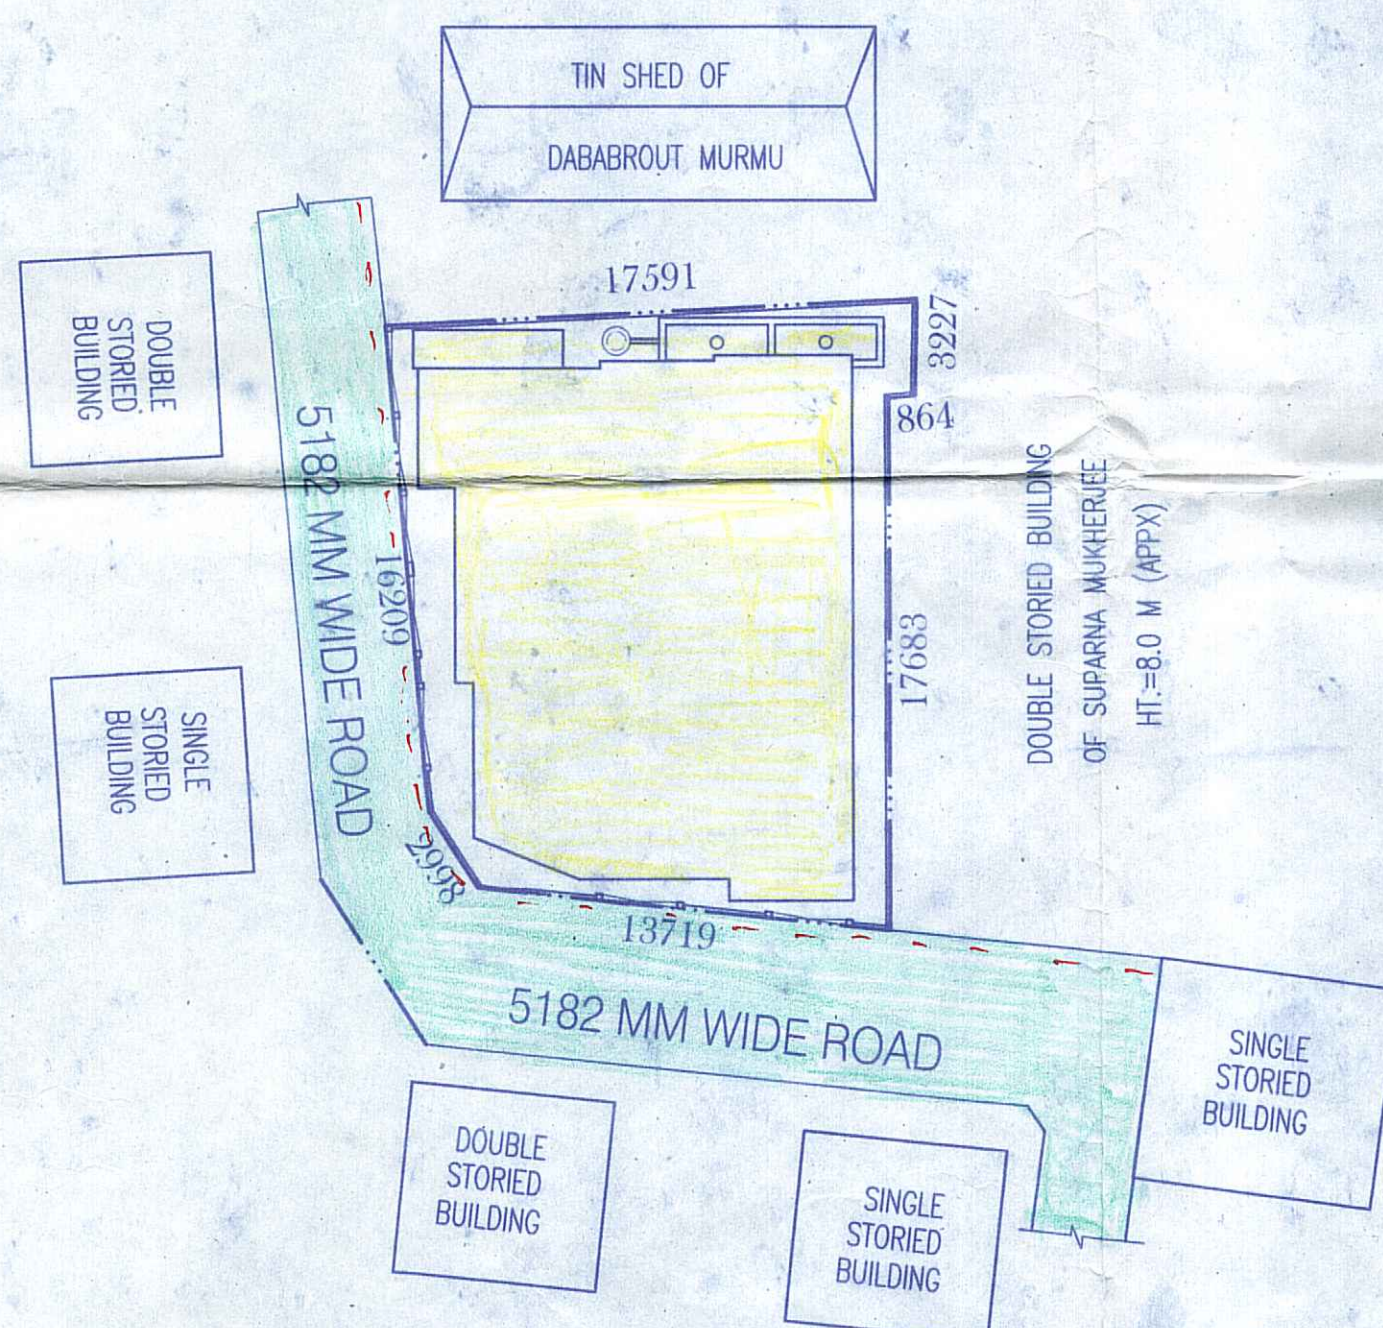 TIN SHED OF
DABABROUT MURMU
17591
3227
864
DOUBLE
STORIED
BUILDING
5182 MM WIDE ROAD
16209
17683
DOUBLE STORIED BUILDING
OF SUPARNA MUKHERJEE
HT.=8.0 M (APPX)
SINGLE
STORIED
BUILDING
2998
13719
5182 MM WIDE ROAD
SINGLE
STORIED
BUILDING
DOUBLE
STORIED
BUILDING
SINGLE
STORIED
BUILDING